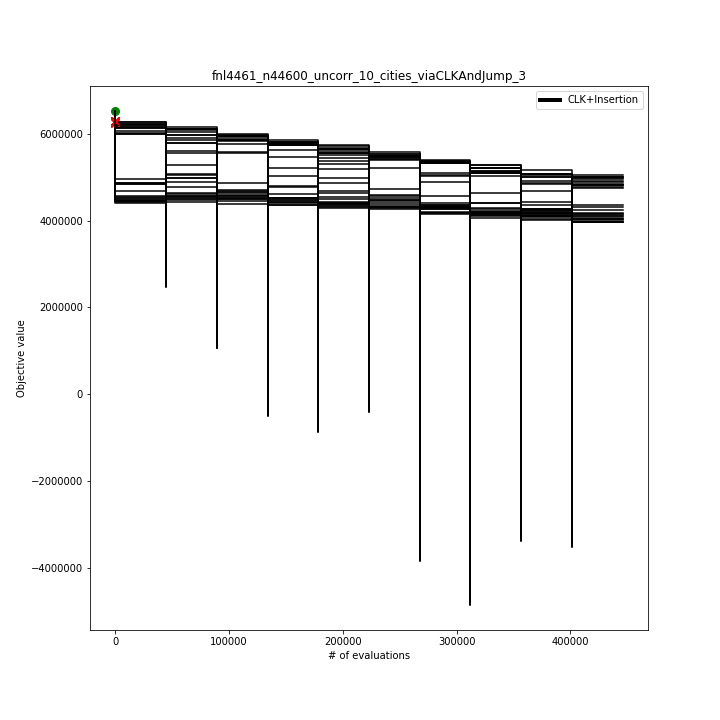 fnl4461_n44600_uncorr_10_cities_viaCLKAndJump_3
CLK+Insertion
6000000
4000000
2000000
0
−2000000
−4000000
Objective value
0
100000
200000
300000
400000
# of evaluations